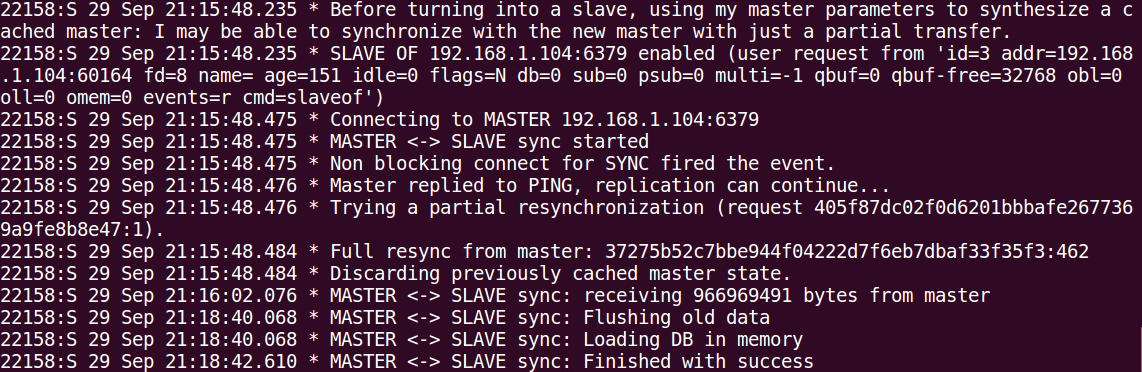 22158:S 29 Sep 21:15:48.235 * Before turning into a slave, using my master parameters to synthesize a c
ached master: I may be able to synchronize with the new master with just a partial transfer.
22158:S 29 Sep 21:15:48.235 * SLAVE OF 192.168.1.104:6379 enabled (user request from 'id=3 addr=192.168
.1.104:60164 fd=8 name= age=151 idle=0 flags=N db=0 sub=0 psub=0 multi=-1 qbuf=0 qbuf-free=32768 obl=0
oll=0 omem=0 events=r cmd=slaveof')
22158:S 29 Sep 21:15:48.475 * Connecting to MASTER 192.168.1.104:6379
22158:S 29 Sep 21:15:48.475 * MASTER <-> SLAVE sync started
22158:S 29 Sep 21:15:48.475 * Non blocking connect for SYNC fired the event.
22158:S 29 Sep 21:15:48.476 * Master replied to PING, replication can continue...
22158:S 29 Sep 21:15:48.476 * Trying a partial resynchronization (request 405f87dc02f0d6201bbbafe267736
9a9fe8b8e47:1).
22158:S 29 Sep 21:15:48.484 * Full resync from master: 37275b52c7bbe944f04222d7f6eb7dbaf33f35f3:462
22158:S 29 Sep 21:15:48.484 * Discarding previously cached master state.
22158:S 29 Sep 21:16:02.076 * MASTER <-> SLAVE sync: receiving 966969491 bytes from master
22158:S 29 Sep 21:18:40.068 * MASTER <-> SLAVE sync: Flushing old data
22158:S 29 Sep 21:18:40.068 * MASTER <-> SLAVE sync: Loading DB in memory
22158:S 29 Sep 21:18:42.610 * MASTER <-> SLAVE sync: Finished with success